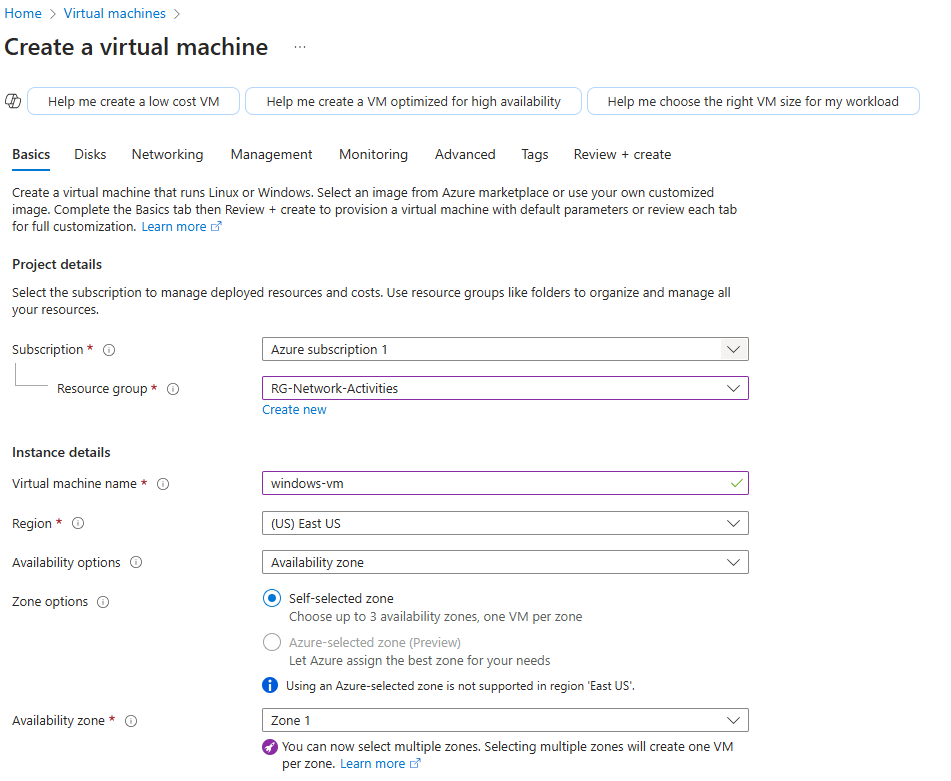 Home > Virtual machines >
Create a virtual machine ...
Help me create a low cost VM
Help me create a VM optimized for high availability
Help me choose the right VM size for my workload
Basics Disks Networking Management Monitoring Advanced Tags Review + create
Create a virtual machine that runs Linux or Windows. Select an image from Azure marketplace or use your own customized
image. Complete the Basics tab then Review + create to provision a virtual machine with default parameters or review each tab
for full customization. Learn more
Project details
Select the subscription to manage deployed resources and costs. Use resource groups like folders to organize and manage all
your resources.
Subscription * Azure subscription 1
Resource group * RG-Network-Activities
Create new
Instance details
Virtual machine name * windows-vm
Region * (US) East US
Availability options Availability zone
Zone options Self-selected zone
Choose up to 3 availability zones, one VM per zone
Azure-selected zone (Preview)
Let Azure assign the best zone for your needs
Using an Azure-selected zone is not supported in region 'East US'.
Availability zone * Zone 1
You can now select multiple zones. Selecting multiple zones will create one VM
per zone. Learn more